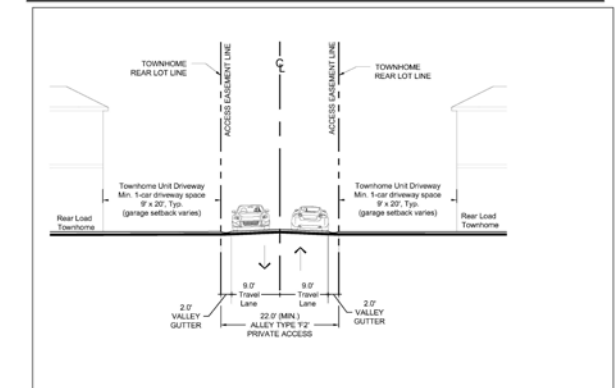 TOWNHOME
REAR LOT LINE
ACCESS EASEMENT LINE
CL
ACCESS EASEMENT LINE
TOWNHOME
REAR LOT LINE
Townhome Unit Driveway
Min. 1-car driveway space
9' x 20', Typ.
(garage setback varies)
Townhome Unit Driveway
Min. 1-car driveway space
9' x 20', Typ.
(garage setback varies)
Rear Load
Townhome
Rear Load
Townhome
9.0'
Travel
Lane
9.0'
Travel
Lane
2.0'
VALLEY
GUTTER
22.0' (MIN.)
ALLEY TYPE 'F2'
PRIVATE ACCESS
2.0'
VALLEY
GUTTER